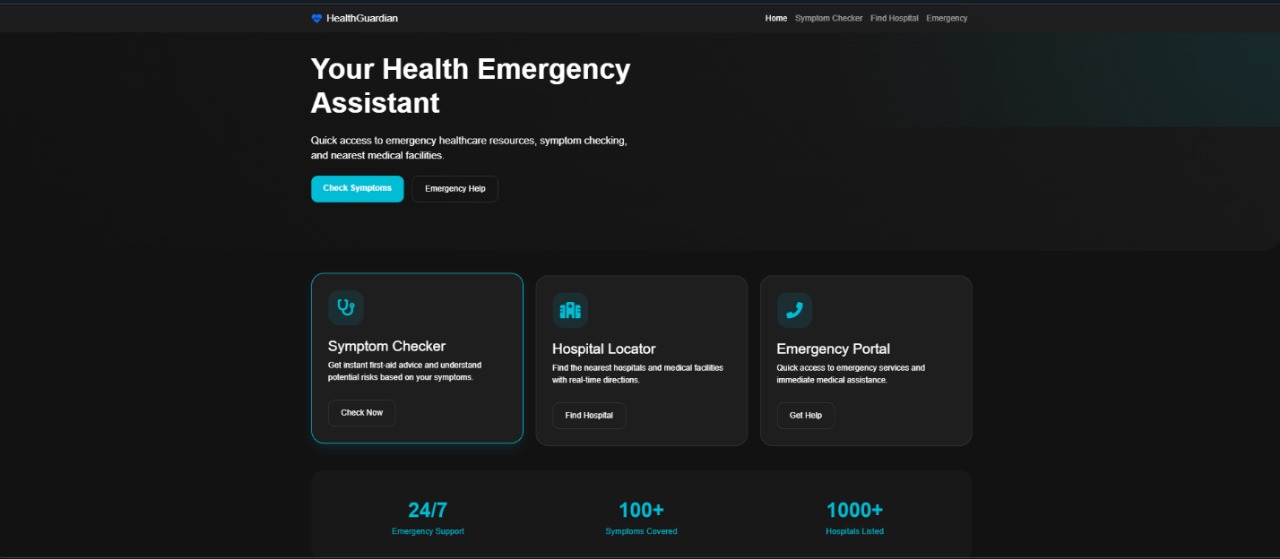 HealthGuardian
Home Symptom Checker Find Hospital Emergency
Your Health Emergency
Assistant
Quick access to emergency healthcare resources, symptom checking,
and nearest medical facilities.
Check Symptoms Emergency Help
Symptom Checker
Get instant first-aid advice and understand
potential risks based on your symptoms.
Check Now
Hospital Locator
Find the nearest hospitals and medical facilities
with real-time directions.
Find Hospital
Emergency Portal
Quick access to emergency services and
immediate medical assistance.
Get Help
24/7
Emergency Support
100+
Symptoms Covered
1000+
Hospitals Listed